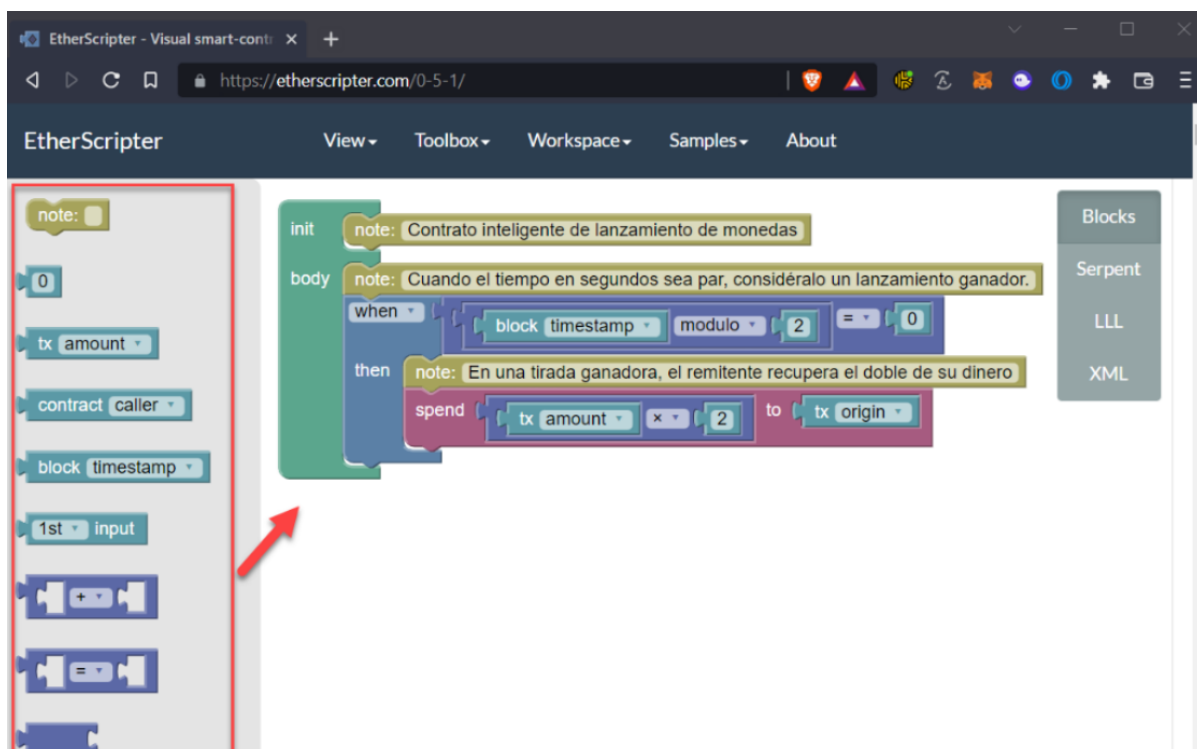 EtherScripter - Visual smart-contr
https://etherscripter.com/0-5-1/
EtherScripter View Toolbox Workspace Samples About
note:
0
tx amount
contract caller
block timestamp
1st input
+
=
init note: Contrato inteligente de lanzamiento de monedas
body note: Cuando el tiempo en segundos sea par, considéralo un lanzamiento ganador.
when block timestamp modulo 2 = 0
then note: En una tirada ganadora, el remitente recupera el doble de su dinero
spend tx amount × 2 to tx origin
Blocks
Serpent
LLL
XML